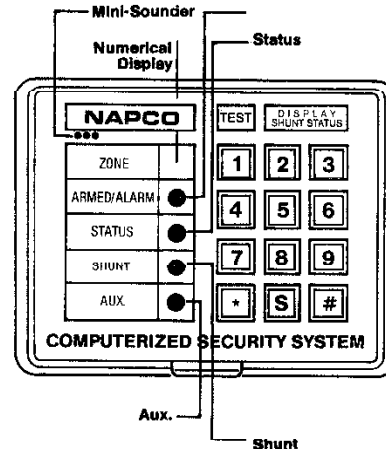 Mini-Sounder
Numerical
Display
Status
NAPCO
TEST
DISPLAY
SHUNT STATUS
ZONE
ARMED/ALARM
STATUS
SHUNT
AUX.
1 2 3
4 5 6
7 8 9
* S #
COMPUTERIZED SECURITY SYSTEM
Aux.
Shunt